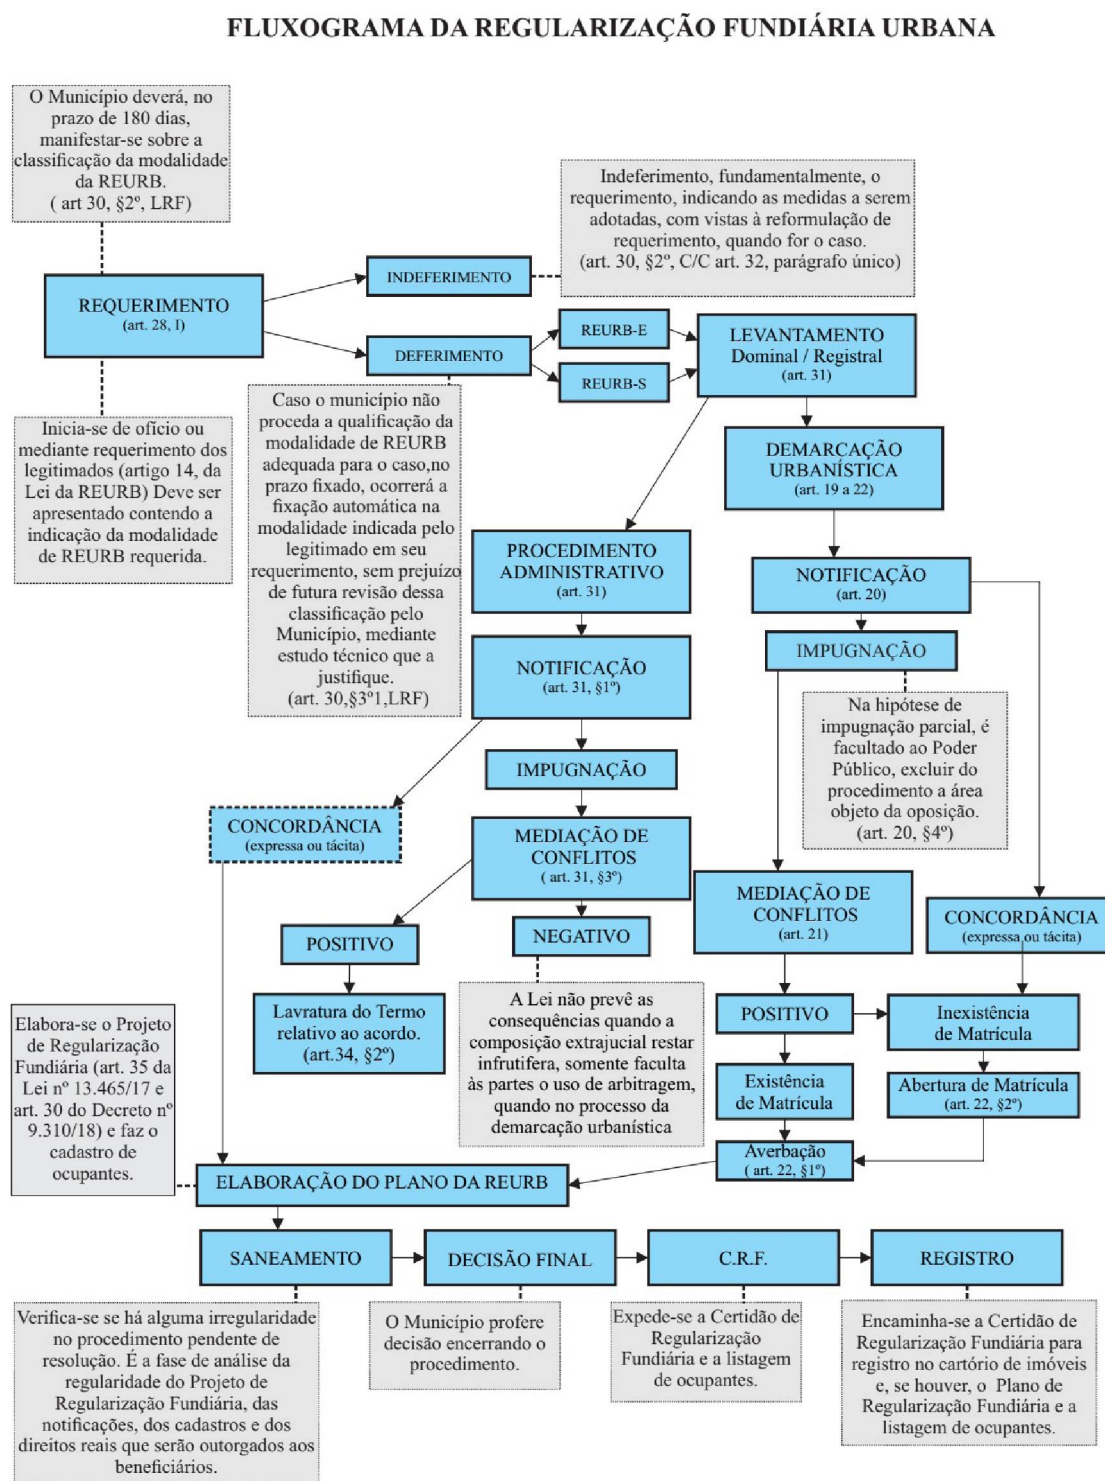 FLUXOGRAMA DA REGULARIZAÇÃO FUNDIÁRIA URBANA
O Município deverá, no
prazo de 180 dias,
manifestar-se sobre a
classificação da modalidade
da REURB.
( art 30, §2º, LRF)
Indeferimento, fundamentalmente, o
requerimento, indicando as medidas a serem
adotadas, com vistas à reformulação de
requerimento, quando for o caso.
(art. 30, §2º, C/C art. 32, parágrafo único)
REQUERIMENTO
(art. 28, I)
INDEFERIMENTO
DEFERIMENTO
REURB-E
REURB-S
LEVANTAMENTO
Dominal / Registral
(art. 31)
Inicia-se de ofício ou
mediante requerimento dos
legitimados (artigo 14, da
Lei da REURB) Deve ser
apresentado contendo a
indicação da modalidade
de REURB requerida.
Caso o município não
proceda a qualificação da
modalidade de REURB
adequada para o caso,no
prazo fixado, ocorrerá a
fixação automática na
modalidade indicada pelo
legitimado em seu
requerimento, sem prejuízo
de futura revisão dessa
classificação pelo
Município, mediante
estudo técnico que a
justifique.
(art. 30,§3º1,LRF)
DEMARCAÇÃO
URBANÍSTICA
(art. 19 a 22)
PROCEDIMENTO
ADMINISTRATIVO
(art. 31)
NOTIFICAÇÃO
(art. 20)
NOTIFICAÇÃO
(art. 31, §1º)
IMPUGNAÇÃO
Na hipótese de
impugnação parcial, é
facultado ao Poder
Público, excluir do
procedimento a área
objeto da oposição.
(art. 20, §4º)
IMPUGNAÇÃO
CONCORDÂNCIA
(expressa ou tácita)
MEDIAÇÃO DE
CONFLITOS
( art. 31, §3º)
MEDIAÇÃO DE
CONFLITOS
(art. 21)
CONCORDÂNCIA
(expressa ou tácita)
POSITIVO
NEGATIVO
Lavratura do Termo
relativo ao acordo.
(art.34, §2º)
A Lei não prevê as
consequências quando a
composição extrajucial restar
infrutifera, somente faculta
às partes o uso de arbitragem,
quando no processo da
demarcação urbanística
POSITIVO
Inexistência
de Matrícula
Existência
de Matrícula
Abertura de Matrícula
(art. 22, §2º)
Averbação
( art. 22, §1º)
Elabora-se o Projeto
de Regularização
Fundiária (art. 35 da
Lei nº 13.465/17 e
art. 30 do Decreto nº
9.310/18) e faz o
cadastro de
ocupantes.
ELABORAÇÃO DO PLANO DA REURB
SANEAMENTO
DECISÃO FINAL
C.R.F.
REGISTRO
Verifica-se se há alguma irregularidade
no procedimento pendente de
resolução. É a fase de análise da
regularidade do Projeto de
Regularização Fundiária, das
notificações, dos cadastros e dos
direitos reais que serão outorgados aos
beneficiários.
O Município profere
decisão encerrando o
procedimento.
Expede-se a Certidão de
Regularização
Fundiária e a listagem
de ocupantes.
Encaminha-se a Certidão de
Regularização Fundiária para
registro no cartório de imóveis
e, se houver, o Plano de
Regularização Fundiária e a
listagem de ocupantes.